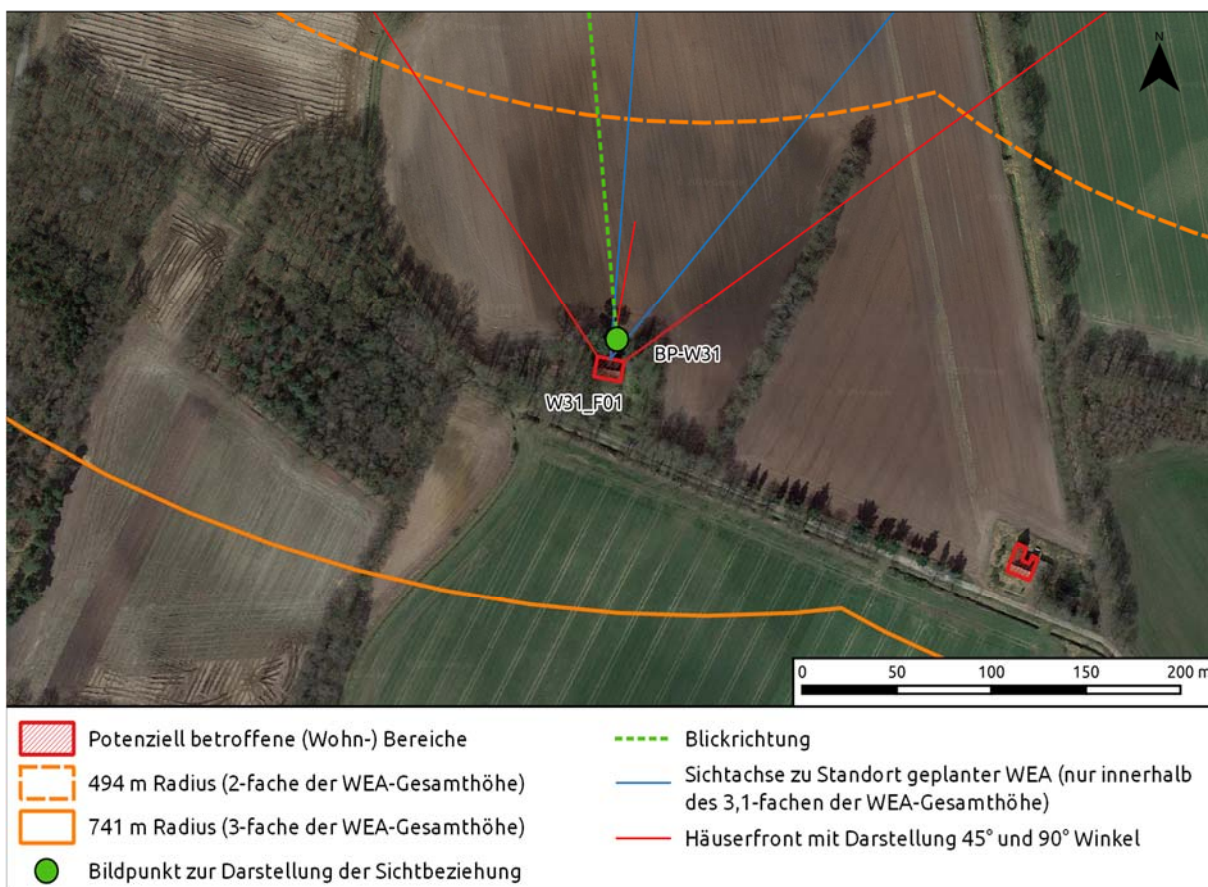 N
BP-W31
W31_F01
0 50 100 150 200 m
Potenziell betroffene (Wohn-) Bereiche
494 m Radius (2-fache der WEA-Gesamthöhe)
741 m Radius (3-fache der WEA-Gesamthöhe)
Bildpunkt zur Darstellung der Sichtbeziehung
Blickrichtung
Sichtachse zu Standort geplanter WEA (nur innerhalb
des 3,1-fachen der WEA-Gesamthöhe)
Häuserfront mit Darstellung 45° und 90° Winkel